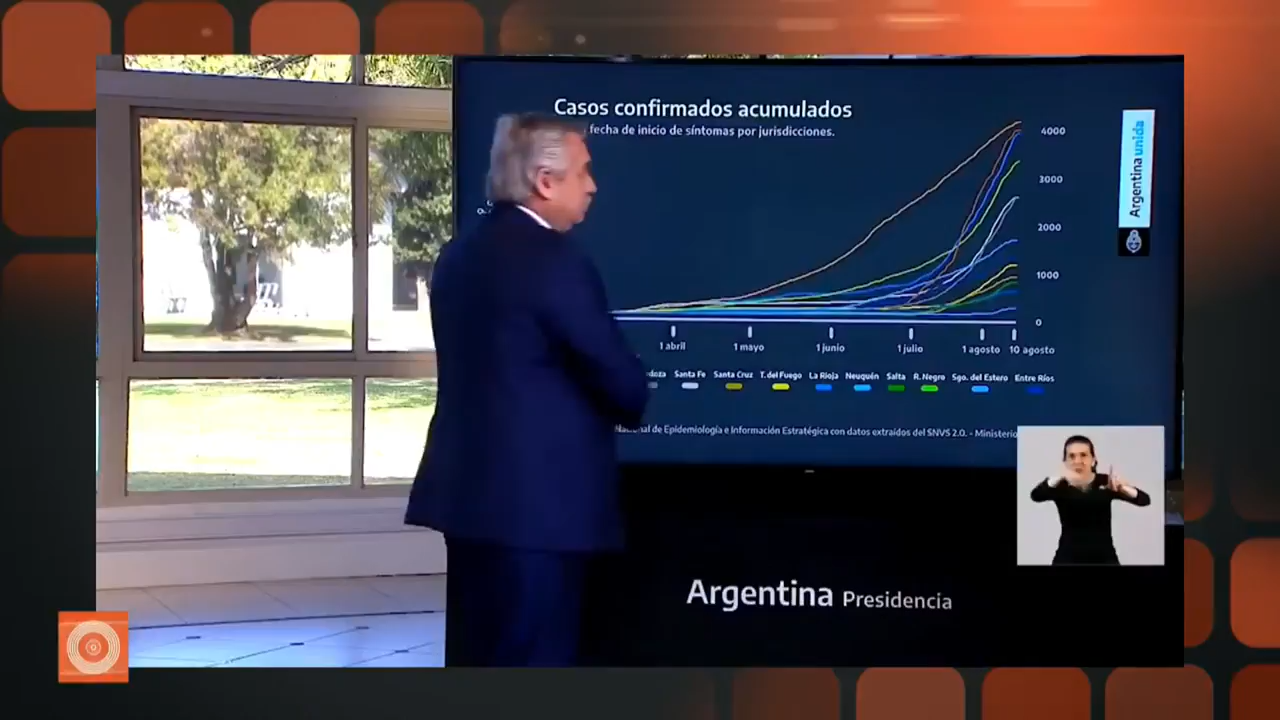 Casos confirmados acumulados
fecha de inicio de síntomas por jurisdicciones.
4000
3000
2000
1000
0
Argentina unida
1 abril
1 mayo
1 junio
1 julio
1 agosto
10 agosto
Santa Fe
Santa Cruz
T. del Fuego
La Rioja
Neuquén
Salta
R. Negro
Sgo. del Estero
Entre Ríos
de Epidemiología e Información Estratégica con datos extraídos del SNVS 2.0. - Ministerio
Argentina Presidencia